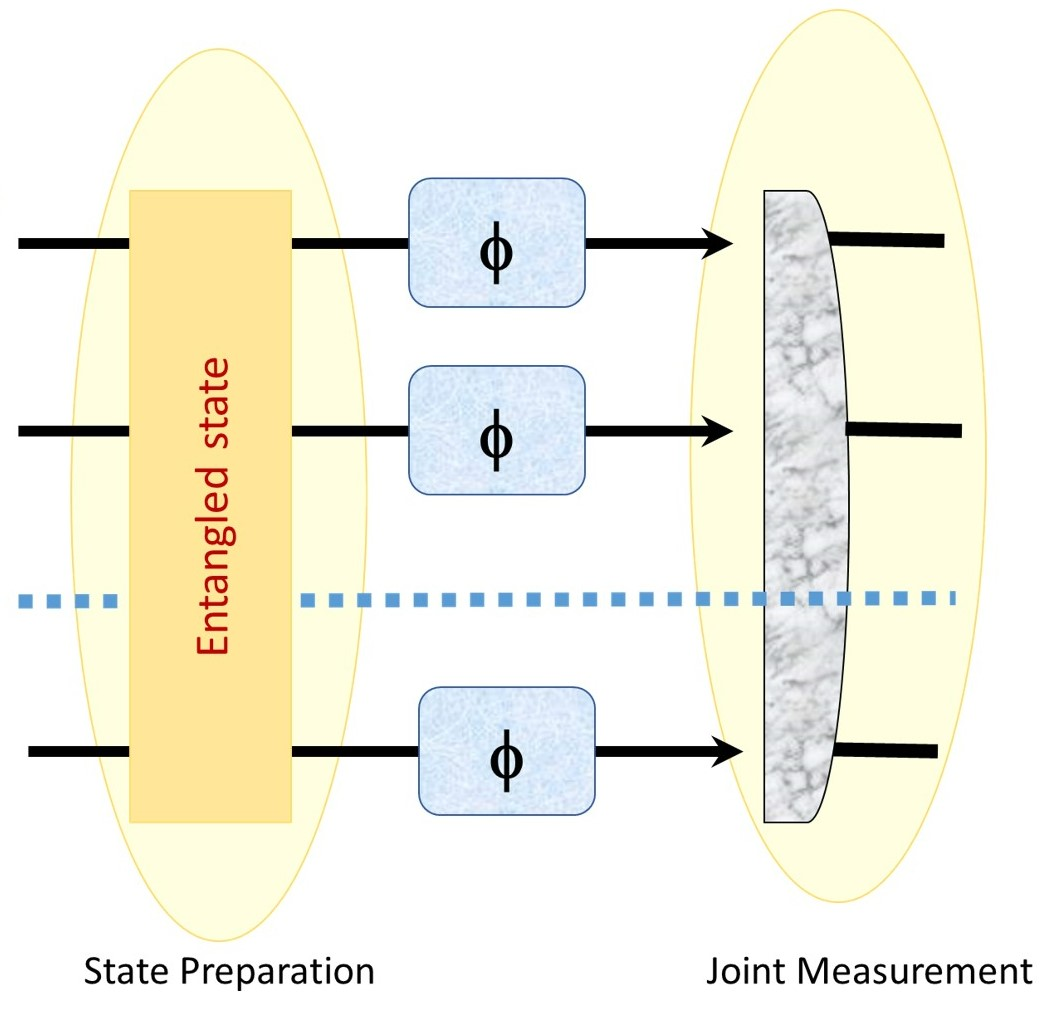 Entangled state
ϕ
ϕ
ϕ
State Preparation
Joint Measurement